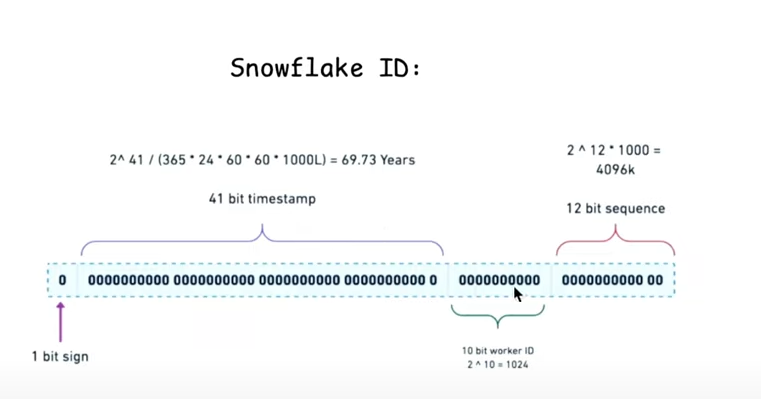 Snowflake ID:
2^ 41 / (365 * 24 * 60 * 60 * 1000L) = 69.73 Years
41 bit timestamp
2 ^ 12 * 1000 =
4096k
12 bit sequence
0 0000000000 0000000000 0000000000 0000000000 0 0000000000 0000000000 00
1 bit sign
10 bit worker ID
2 ^ 10 = 1024